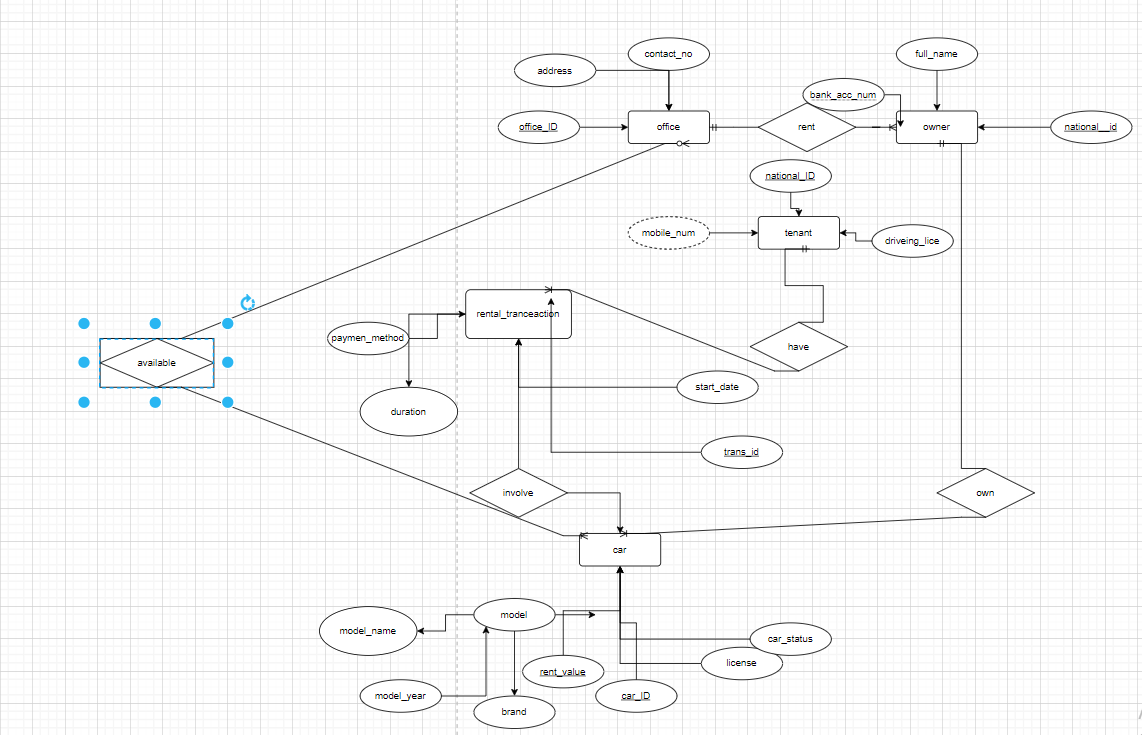 contact_no
full_name
address
bank_acc_num
office_ID
office
rent
owner
national__id
national_ID
mobile_num
tenant
driveing_lice
rental_tranceaction
paymen_method
have
available
start_date
duration
trans_id
involve
own
car
model
model_name
car_status
license
rent_value
model_year
car_ID
brand